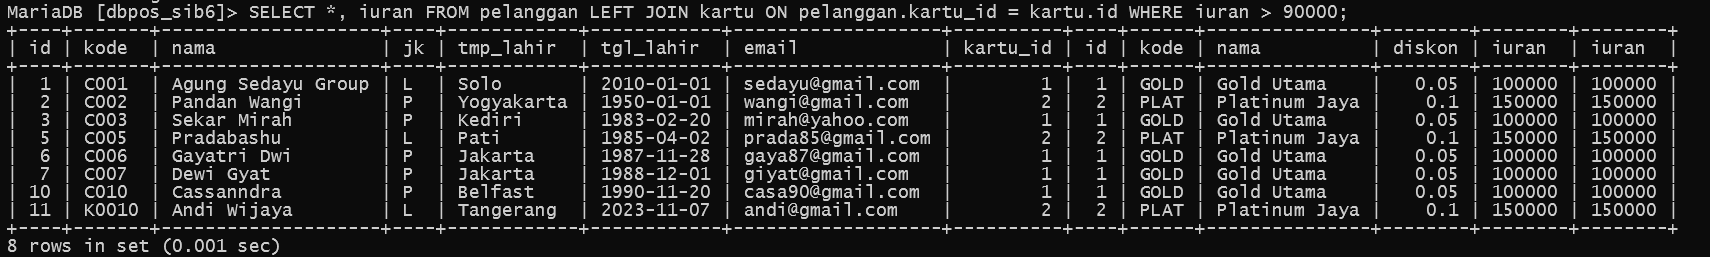 MariaDB [dbpos_sib6]> SELECT *, iuran FROM pelanggan LEFT JOIN kartu ON pelanggan.kartu_id = kartu.id WHERE iuran > 90000;
+----+-------+--------------------+----+------------+------------+-------------------+----------+----+------+---------------+--------+--------+--------+
| id | kode  | nama               | jk | tmp_lahir  | tgl_lahir  | email             | kartu_id | id | kode | nama          | diskon | iuran  | iuran  |
+----+-------+--------------------+----+------------+------------+-------------------+----------+----+------+---------------+--------+--------+--------+
|  1 | C001  | Agung Sedayu Group | L  | Solo       | 2010-01-01 | sedayu@gmail.com  |        1 |  1 | GOLD | Gold Utama    |   0.05 | 100000 | 100000 |
|  2 | C002  | Pandan Wangi       | P  | Yogyakarta | 1950-01-01 | wangi@gmail.com   |        2 |  2 | PLAT | Platinum Jaya |    0.1 | 150000 | 150000 |
|  3 | C003  | Sekar Mirah        | P  | Kediri     | 1983-02-20 | mirah@yahoo.com   |        1 |  1 | GOLD | Gold Utama    |   0.05 | 100000 | 100000 |
|  5 | C005  | Pradabashu         | L  | Pati       | 1985-04-02 | prada85@gmail.com |        2 |  2 | PLAT | Platinum Jaya |    0.1 | 150000 | 150000 |
|  6 | C006  | Gayatri Dwi        | P  | Jakarta    | 1987-11-28 | gaya87@gmail.com  |        1 |  1 | GOLD | Gold Utama    |   0.05 | 100000 | 100000 |
|  7 | C007  | Dewi Gyat          | P  | Jakarta    | 1988-12-01 | giyat@gmail.com   |        1 |  1 | GOLD | Gold Utama    |   0.05 | 100000 | 100000 |
| 10 | C010  | Cassanndra         | P  | Belfast    | 1990-11-20 | casa90@gmail.com  |        1 |  1 | GOLD | Gold Utama    |   0.05 | 100000 | 100000 |
| 11 | K0010 | Andi Wijaya        | L  | Tangerang  | 2023-11-07 | andi@gmail.com    |        2 |  2 | PLAT | Platinum Jaya |    0.1 | 150000 | 150000 |
+----+-------+--------------------+----+------------+------------+-------------------+----------+----+------+---------------+--------+--------+--------+
8 rows in set (0.001 sec)